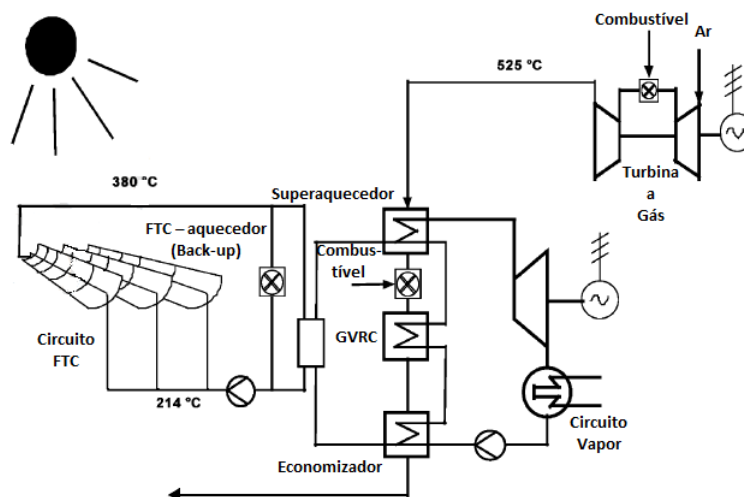 Combustível
Ar
525 °C
Turbina
a
Gás
380 °C
Superaquecedor
FTC – aquecedor
(Back-up)
Combus-
tível
GVRC
Circuito
FTC
214 °C
Circuito
Vapor
Economizador